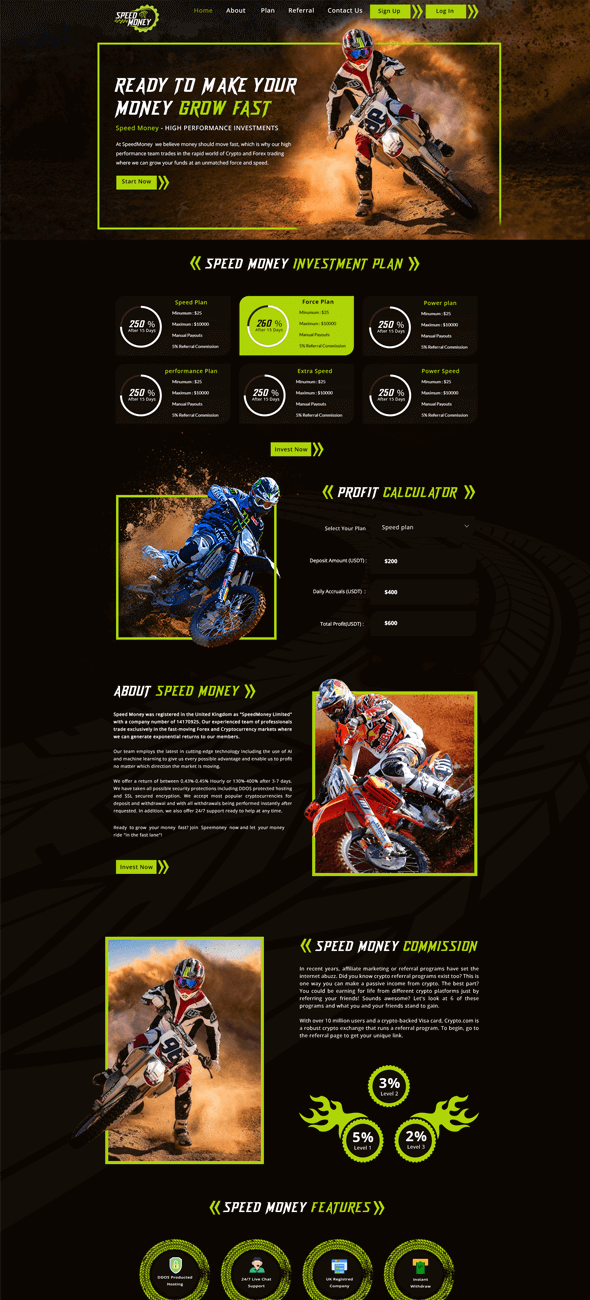 SPEED MONEY
Home About Plan Referral Contact Us Sign Up Log In
READY TO MAKE YOUR
MONEY GROW FAST
Speed Money - HIGH PERFORMANCE INVESTMENTS
At SpeedMoney we believe money should move fast, which is why our high
performance team trades in the rapid world of Crypto and Forex trading
where we can grow your funds at an unmatched force and speed.
Start Now
96
SPEED MONEY INVESTMENT PLAN
Speed Plan
250 %
After 15 Days
Minumum : $25
Maximum : $10000
Manual Payouts
5% Referral Commission
Force Plan
260 %
After 15 Days
Minumum : $25
Maximum : $10000
Manual Payouts
5% Referral Commission
Power plan
250 %
After 15 Days
Minumum : $25
Maximum : $10000
Manual Payouts
5% Referral Commission
performance Plan
250 %
After 15 Days
Minumum : $25
Maximum : $10000
Manual Payouts
5% Referral Commission
Extra Speed
250 %
After 15 Days
Minumum : $25
Maximum : $10000
Manual Payouts
5% Referral Commission
Power Speed
250 %
After 15 Days
Minumum : $25
Maximum : $10000
Manual Payouts
5% Referral Commission
Invest Now
PROFIT CALCULATOR
Select Your Plan Speed plan
Deposit Amount (USDT) : $200
Daily Accruals (USDT) : $400
Total Profit(USDT) : $600
ABOUT SPEED MONEY
Speed Money was registered in the United Kingdom as "SpeedMoney Limited"
with a company number of 14170925. Our experienced team of professionals
trade exclusively in the fast-moving Forex and Cryptocurrency markets where
we can generate exponential returns to our members.
Our team employs the latest in cutting-edge technology including the use of AI
and machine learning to give us every possible advantage and enable us to profit
no matter which direction the market is moving.
We offer a return of between 0.43%-0.45% Hourly or 130%-400% after 3-7 days.
We have taken all possible security protections including DDOS protected hosting
and SSL secured encryption. We accept most popular cryptocurrencies for
deposit and withdrawal and with all withdrawals being performed instantly after
requested. In addition, we also offer 24/7 support ready to help at any time.
Ready to grow your money fast? Join Speemoney now and let your money
ride "in the fast lane"!
Invest Now
SPEED MONEY COMMISSION
In recent years, affiliate marketing or referral programs have set the
internet abuzz. Did you know crypto referral programs exist too? This is
one way you can make a passive income from crypto. The best part?
You could be earning for life from different crypto platforms just by
referring your friends! Sounds awesome? Let's look at 6 of these
programs and what you and your friends stand to gain.
With over 10 million users and a crypto-backed Visa card, Crypto.com is
a robust crypto exchange that runs a referral program. To begin, go to
the referral page to get your unique link.
96
3%
Level 2
5%
Level 1
2%
Level 3
SPEED MONEY FEATURES
DDOS Producted
Hosting
24/7 Live Chat
Support
UK Registred
Company
Instant
Withdraw